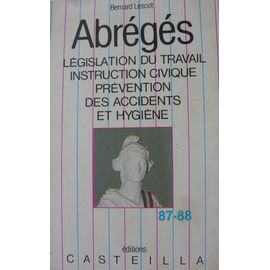 Bernard Lescot
Abrégés
LÉGISLATION DU TRAVAIL
INSTRUCTION CIVIQUE
PRÉVENTION
DES ACCIDENTS
ET HYGIÈNE
87-88
éditions
CASTEILLA